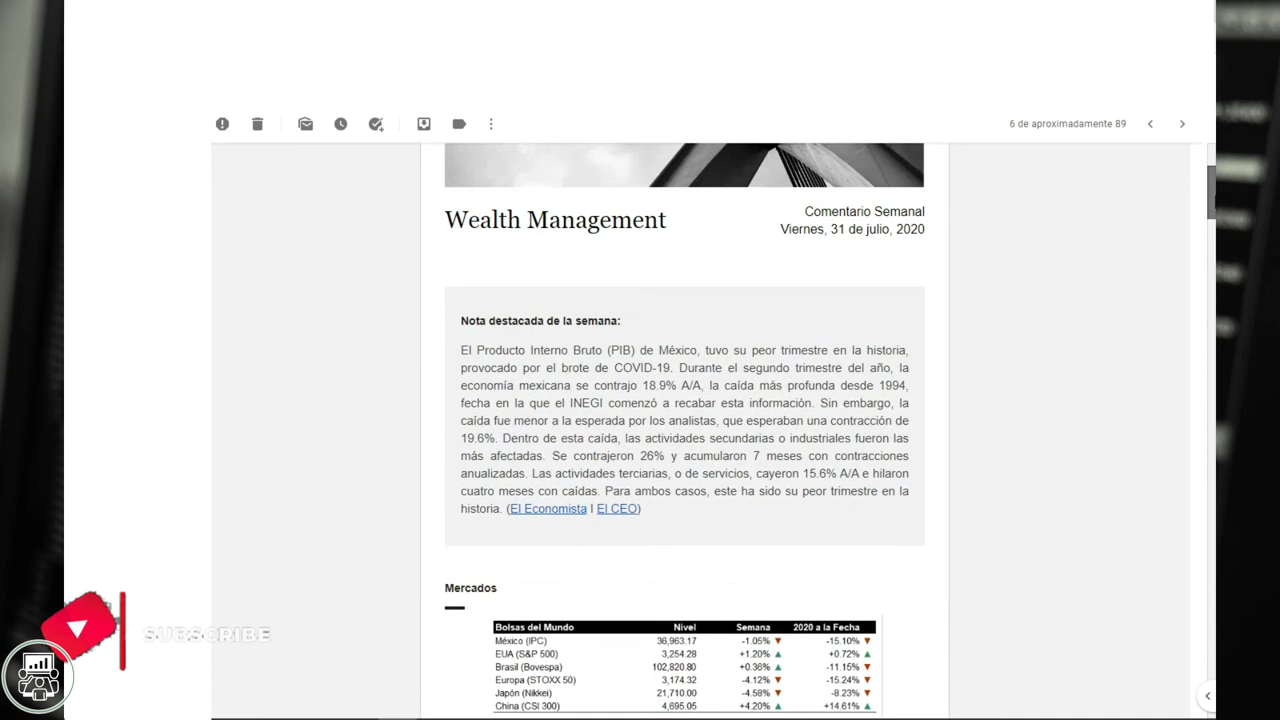 6 de aproximadamente 89
Wealth Management
Comentario Semanal
Viernes, 31 de julio, 2020
Nota destacada de la semana:
El Producto Interno Bruto (PIB) de México, tuvo su peor trimestre en la historia,
provocado por el brote de COVID-19. Durante el segundo trimestre del año, la
economía mexicana se contrajo 18.9% A/A, la caída más profunda desde 1994,
fecha en la que el INEGI comenzó a recabar esta información. Sin embargo, la
caída fue menor a la esperada por los analistas, que esperaban una contracción de
19.6%. Dentro de esta caída, las actividades secundarias o industriales fueron las
más afectadas. Se contrajeron 26% y acumularon 7 meses con contracciones
anualizadas. Las actividades terciarias, o de servicios, cayeron 15.6% A/A e hilaron
cuatro meses con caídas. Para ambos casos, este ha sido su peor trimestre en la
historia. (El Economista I El CEO)
Mercados
Bolsas del Mundo Nivel Semana 2020 a la Fecha
México (IPC) 36,963.17 -1.05% -15.10%
EUA (S&P 500) 3,254.28 +1.20% +0.72%
Brasil (Bovespa) 102,820.80 +0.36% -11.15%
Europa (STOXX 50) 3,174.32 -4.12% -15.24%
Japón (Nikkei) 21,710.00 -4.58% -8.23%
China (CSI 300) 4,695.05 +4.20% +14.61%
SUBSCRIBE